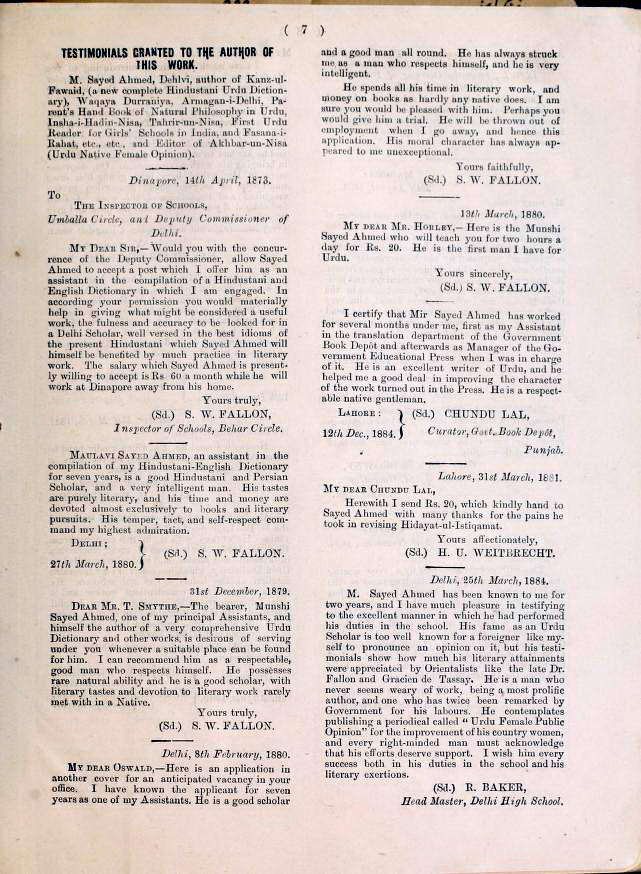 ( 7 )
TESTIMONIALS GRANTED TO THE AUTHOR OF
THIS WORK.
M. Sayed Ahmed, Dehlvi, author of Kanz-ul-
Fawaid, (a new complete Hindustani Urdu Diction-
ary), Waqaya Durraniya, Armagan-i-Delhi, Pa-
rent's Hand Book of Natural Philosophy in Urdu,
Insha-i-Hadin-Nisa, Tahrir-un-Nisa, First Urdu
Reader for Girls' Schools in India, and Fasana-i-
Rahat, etc., etc., and Editor of Akhbar-un-Nisa
(Urdu Native Female Opinion).
Dinapore, 14th April, 1873.
To
THE INSPECTOR OF SCHOOLS,
Umballa Circle, and Deputy Commissioner of
Delhi.
MY DEAR SIR,—Would you with the concur-
rence of the Deputy Commissioner, allow Sayed
Ahmed to accept a post which I offer him as an
assistant in the compilation of a Hindustani and
English Dictionary in which I am engaged. In
according your permission you would materially
help in giving what might be considered a useful
work, the fulness and accuracy to be looked for in
a Delhi Scholar, well versed in the best idioms of
the present Hindustani which Sayed Ahmed will
himself be benefited by much practice in literary
work. The salary which Sayed Ahmed is present-
ly willing to accept is Rs. 60 a month while he will
work at Dinapore away from his home.
Yours truly,
(Sd.) S. W. FALLON,
Inspector of Schools, Behar Circle.
MAULAVI SAYED AHMED, an assistant in the
compilation of my Hindustani-English Dictionary
for seven years, is a good Hindustani and Persian
Scholar, and a very intelligent man. His tastes
are purely literary, and his time and money are
devoted almost exclusively to books and literary
pursuits. His temper, tact, and self-respect com-
mand my highest admiration.
DELHI ;
(Sd.) S. W. FALLON.
27th March, 1880.
31st December, 1879.
DEAR MR. T. SMYTHE,—The bearer, Munshi
Sayed Ahmed, one of my principal Assistants, and
himself the author of a very comprehensive Urdu
Dictionary and other works, is desirous of serving
under you whenever a suitable place can be found
for him. I can recommend him as a respectable,
good man who respects himself. He possesses
rare natural ability and he is a good scholar, with
literary tastes and devotion to literary work rarely
met with in a Native.
Yours truly,
(Sd.) S. W. FALLON.
Delhi, 8th February, 1880.
MY DEAR OSWALD,—Here is an application in
another cover for an anticipated vacancy in your
office. I have known the applicant for seven
years as one of my Assistants. He is a good scholar
and a good man all round. He has always struck
me as a man who respects himself, and he is very
intelligent.
He spends all his time in literary work, and
money on books as hardly any native does. I am
sure you would be pleased with him. Perhaps you
would give him a trial. He will be thrown out of
employment when I go away, and hence this
application. His moral character has always ap-
peared to me unexceptional.
Yours faithfully,
(Sd.) S. W. FALLON.
13th March, 1880.
MY DEAR MR. HORLEY,—Here is the Munshi
Sayed Ahmed who will teach you for two hours a
day for Rs. 20. He is the first man I have for
Urdu.
Yours sincerely,
(Sd.) S. W. FALLON.
I certify that Mir Sayed Ahmed has worked
for several months under me, first as my Assistant
in the translation department of the Government
Book Depôt and afterwards as Manager of the Go-
vernment Educational Press when I was in charge
of it. He is an excellent writer of Urdu, and he
helped me a good deal in improving the character
of the work turned out in the Press. He is a respect-
able native gentleman.
LAHORE :
(Sd.) CHUNDU LAL,
12th Dec., 1884.
Curator, Govt. Book Depôt,
Punjab.
Lahore, 31st March, 1881.
MY DEAR CHUNDU LAL,
Herewith I send Rs. 20, which kindly hand to
Sayed Ahmed with many thanks for the pains he
took in revising Hidayat-ul-Istiqamat.
Yours affectionately,
(Sd.) H. U. WEITBRECHT.
Delhi, 25th March, 1884.
M. Sayed Ahmed has been known to me for
two years, and I have much pleasure in testifying
to the excellent manner in which he had performed
his duties in the school. His fame as an Urdu
Scholar is too well known for a foreigner like my-
self to pronounce an opinion on it, but his testi-
monials show how much his literary attainments
were appreciated by Orientalists like the late Dr.
Fallon and Gracien de Tassay. He is a man who
never seems weary of work, being a most prolific
author, and one who has twice been remarked by
Government for his labours. He contemplates
publishing a periodical called “Urdu Female Public
Opinion” for the improvement of his country women,
and every right-minded man must acknowledge
that his efforts deserve support. I wish him every
success both in his duties in the school and his
literary exertions.
(Sd.) R. BAKER,
Head Master, Delhi High School.